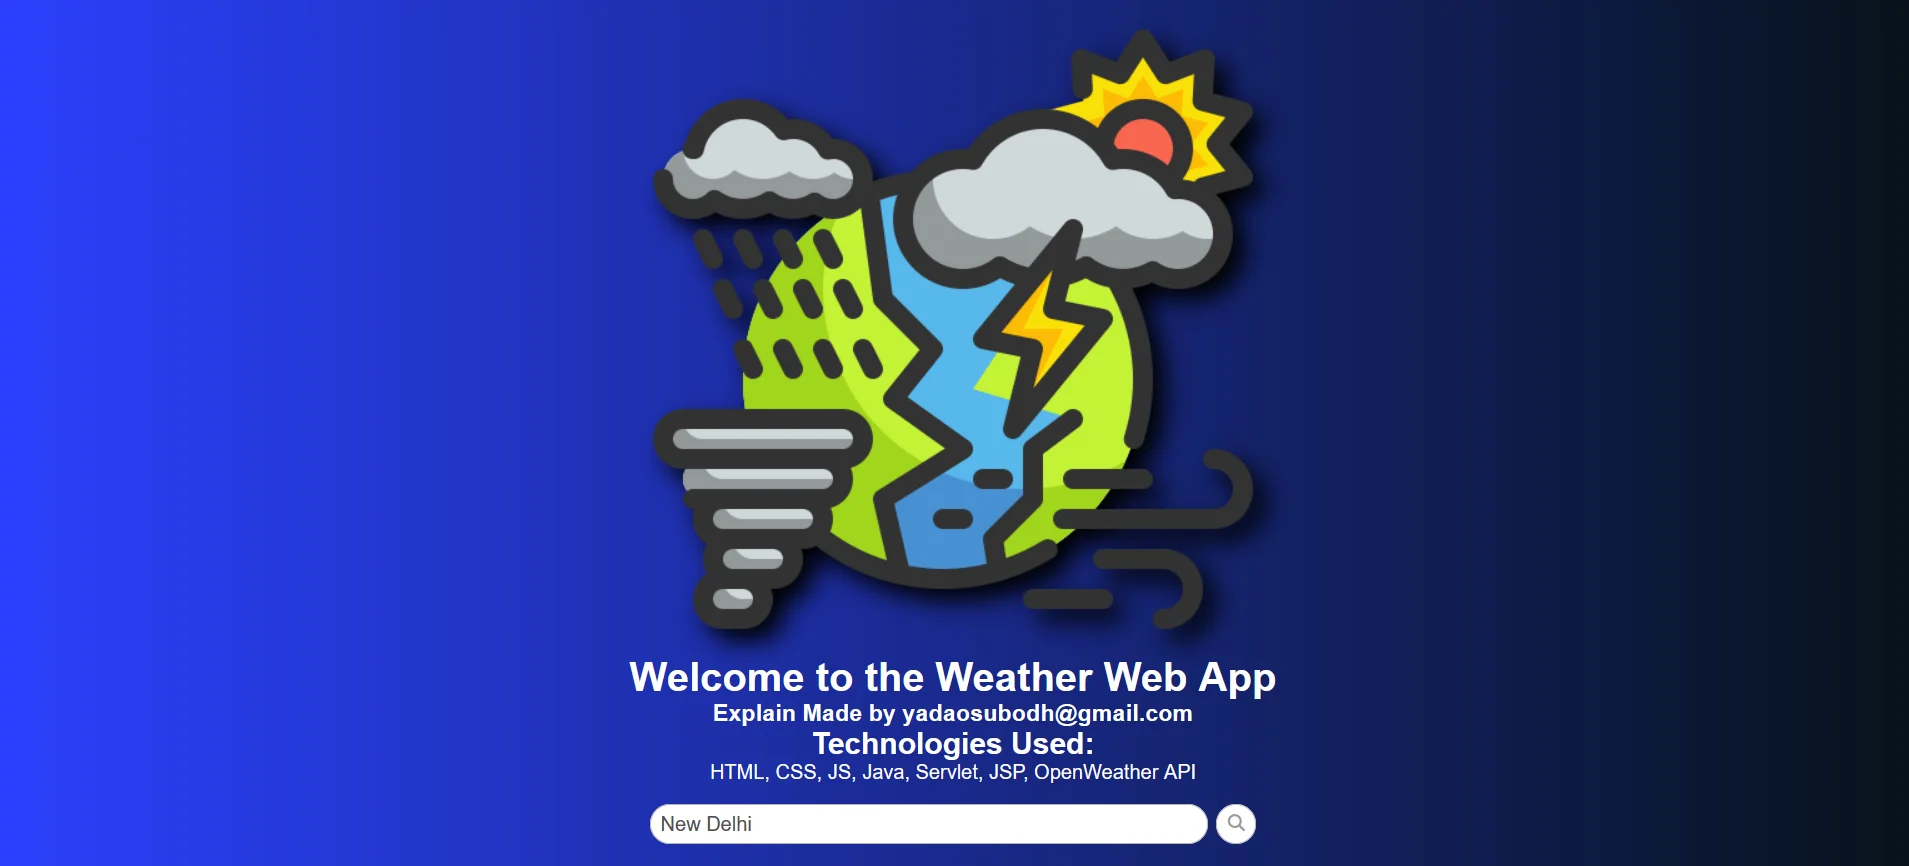 Welcome to the Weather Web App
Explain Made by yadaosubodh@gmail.com
Technologies Used:
HTML, CSS, JS, Java, Servlet, JSP, OpenWeather API
New Delhi